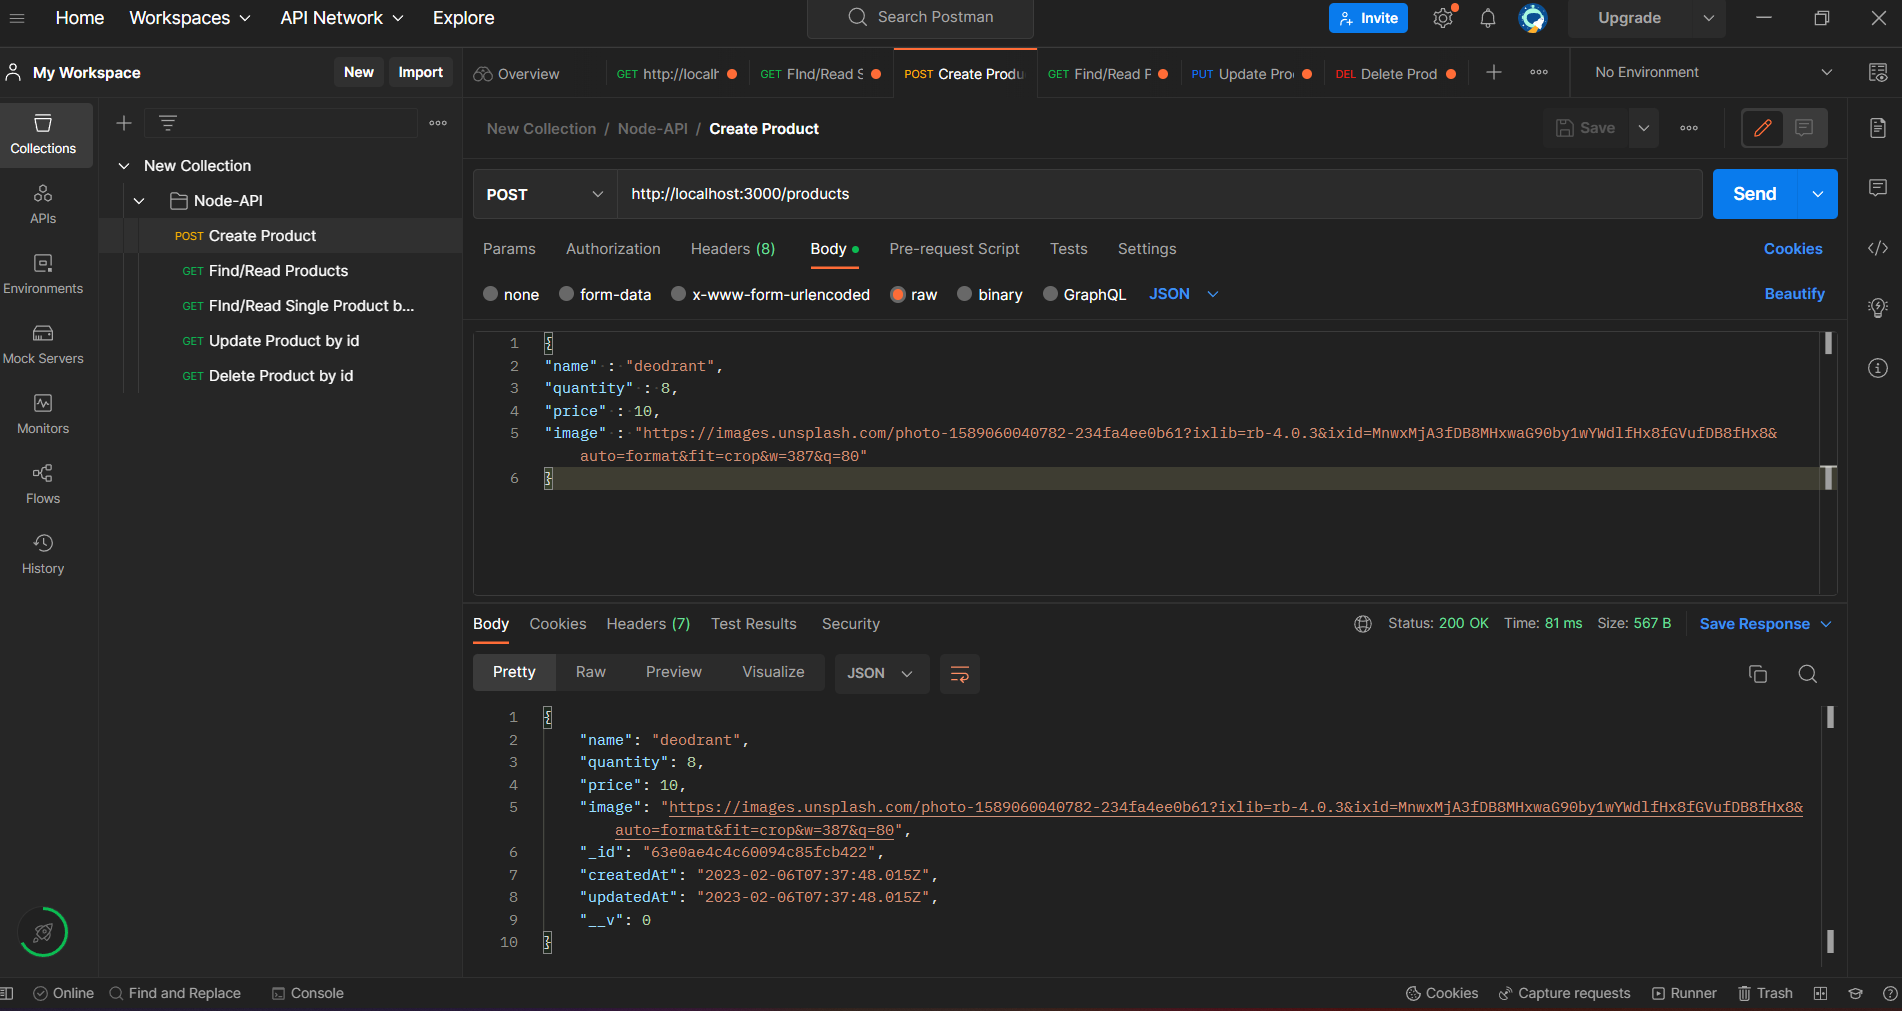 Home Workspaces API Network Explore Search Postman Invite Upgrade
My Workspace New Import Overview GET http://localh GET FInd/Read S POST Create Produ GET Find/Read P PUT Update Pro DEL Delete Prod No Environment
Collections
APIs
Environments
Mock Servers
Monitors
Flows
History
New Collection
Node-API
POST Create Product
GET Find/Read Products
GET FInd/Read Single Product b...
GET Update Product by id
GET Delete Product by id
New Collection / Node-API / Create Product Save
POST http://localhost:3000/products Send
Params Authorization Headers (8) Body Pre-request Script Tests Settings Cookies
none form-data x-www-form-urlencoded raw binary GraphQL JSON Beautify
1 {
2 "name" : "deodrant",
3 "quantity" : 8,
4 "price" : 10,
5 "image" : "https://images.unsplash.com/photo-1589060040782-234fa4ee0b61?ixlib=rb-4.0.3&ixid=MnwxMjA3fDB8MHxwaG90by1wYWdlfHx8fGVufDB8fHx8&
auto=format&fit=crop&w=387&q=80"
6 }
Body Cookies Headers (7) Test Results Security Status: 200 OK Time: 81 ms Size: 567 B Save Response
Pretty Raw Preview Visualize JSON
1 {
2 "name": "deodrant",
3 "quantity": 8,
4 "price": 10,
5 "image": "https://images.unsplash.com/photo-1589060040782-234fa4ee0b61?ixlib=rb-4.0.3&ixid=MnwxMjA3fDB8MHxwaG90by1wYWdlfHx8fGVufDB8fHx8&
auto=format&fit=crop&w=387&q=80",
6 "_id": "63e0ae4c4c60094c85fcb422",
7 "createdAt": "2023-02-06T07:37:48.015Z",
8 "updatedAt": "2023-02-06T07:37:48.015Z",
9 "__v": 0
10 }
Online Find and Replace Console Cookies Capture requests Runner Trash